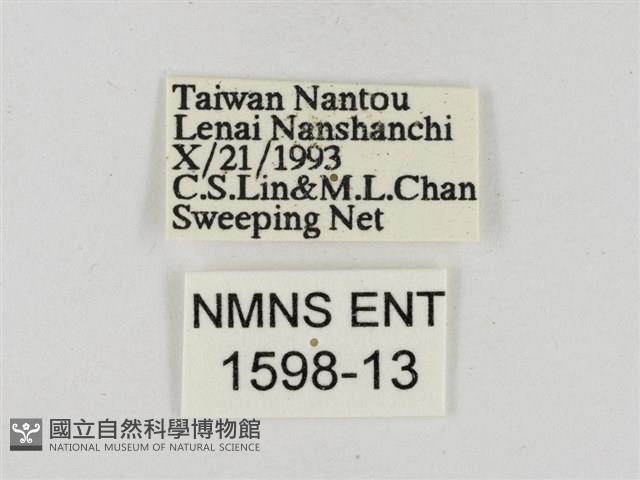 Taiwan Nantou
Lenai Nanshanchi
X/21/1993
C.S.Lin&M.L.Chan
Sweeping Net
NMNS ENT
1598-13
國立自然科學博物館
NATIONAL MUSEUM OF NATURAL SCIENCE